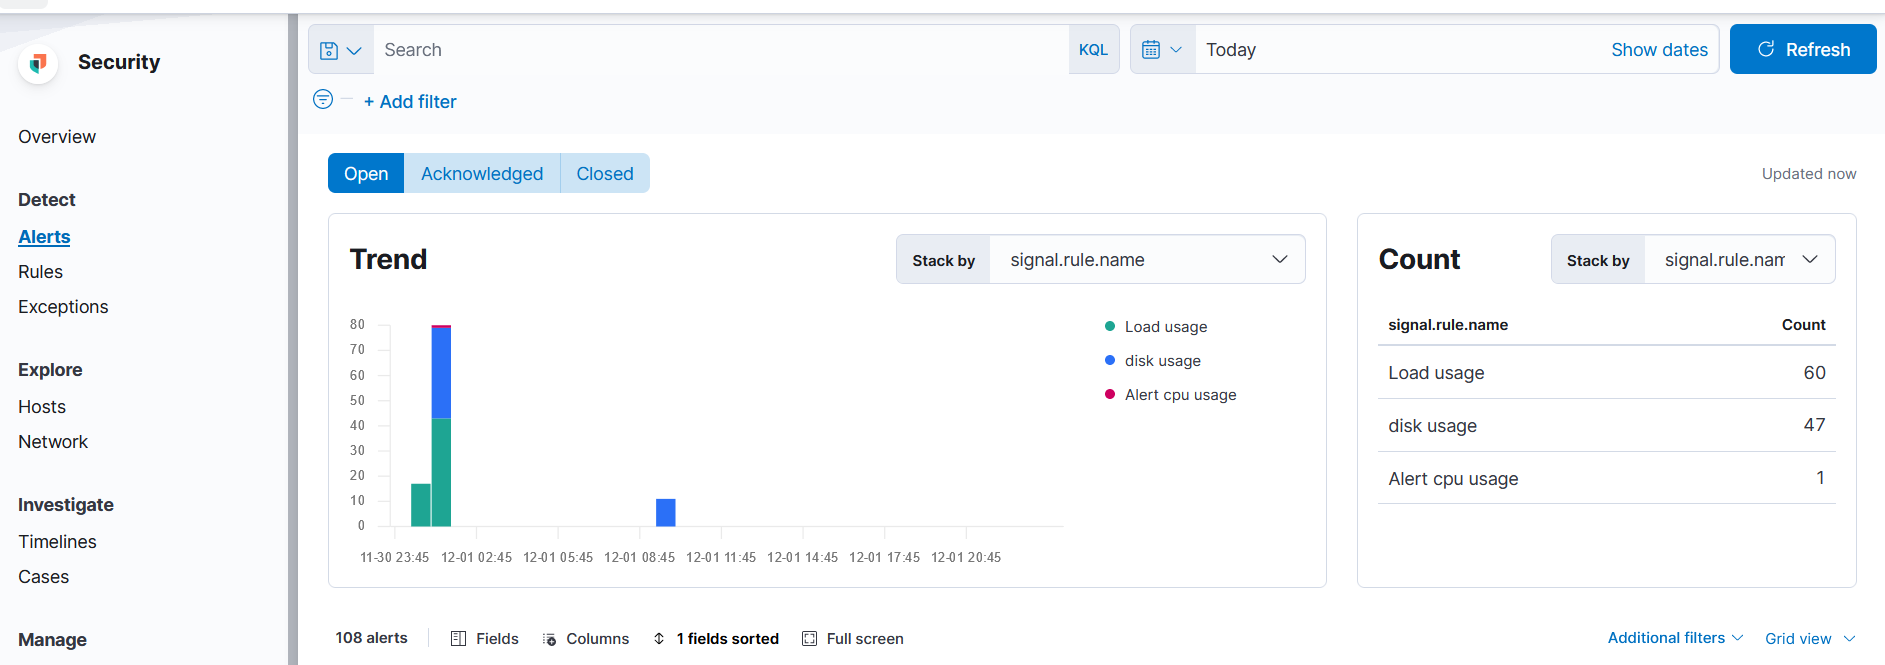 Security
Overview
Detect
Alerts
Rules
Exceptions
Explore
Hosts
Network
Investigate
Timelines
Cases
Manage
Search
KQL
Today
Show dates
Refresh
+ Add filter
Open
Acknowledged
Closed
Updated now
Trend
Stack by
signal.rule.name
80
70
60
50
40
30
20
10
0
11-30 23:45
12-01 02:45
12-01 05:45
12-01 08:45
12-01 11:45
12-01 14:45
12-01 17:45
12-01 20:45
Load usage
disk usage
Alert cpu usage
Count
Stack by
signal.rule.nam
signal.rule.name Count
Load usage 60
disk usage 47
Alert cpu usage 1
108 alerts
Fields
Columns
1 fields sorted
Full screen
Additional filters
Grid view